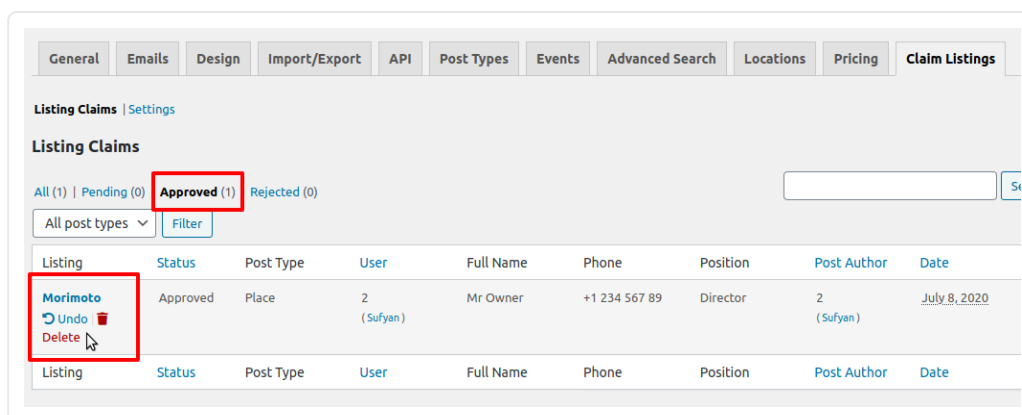 General Emails Design Import/Export API Post Types Events Advanced Search Locations Pricing Claim Listings
Listing Claims | Settings
Listing Claims
All (1) | Pending (0) Approved (1) Rejected (0)
All post types Filter
Listing Status Post Type User Full Name Phone Position Post Author Date
Morimoto Approved Place 2 Mr Owner +1 234 567 89 Director 2 July 8, 2020
Undo | (Sufyan) (Sufyan)
Delete
Listing Status Post Type User Full Name Phone Position Post Author Date